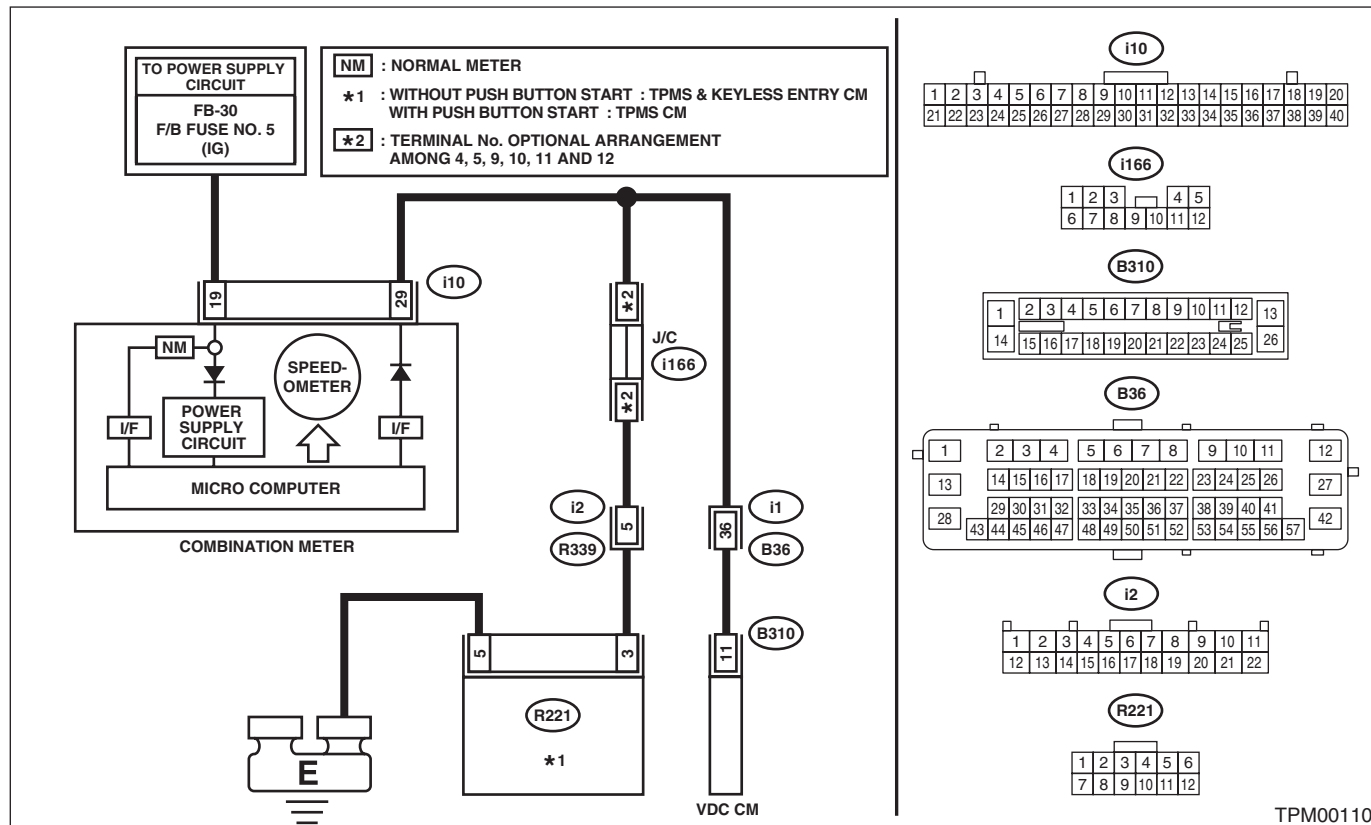 TO POWER SUPPLY
CIRCUIT
FB-30
F/B FUSE NO. 5
(IG)
NM : NORMAL METER
*1 : WITHOUT PUSH BUTTON START : TPMS & KEYLESS ENTRY CM
WITH PUSH BUTTON START : TPMS CM
*2 : TERMINAL No. OPTIONAL ARRANGEMENT
AMONG 4, 5, 9, 10, 11 AND 12
19
29
i10
NM
SPEED-
OMETER
I/F
POWER
SUPPLY
CIRCUIT
I/F
MICRO COMPUTER
COMBINATION METER
*2
J/C
i166
*2
i2
5
R339
i1
36
B36
5
3
R221
*1
B310
11
VDC CM
E
i10
1 2 3 4 5 6 7 8 9 10 11 12 13 14 15 16 17 18 19 20
21 22 23 24 25 26 27 28 29 30 31 32 33 34 35 36 37 38 39 40
i166
1 2 3 4 5
6 7 8 9 10 11 12
B310
1 2 3 4 5 6 7 8 9 10 11 12 13
14 15 16 17 18 19 20 21 22 23 24 25 26
B36
1 2 3 4 5 6 7 8 9 10 11 12
13 14 15 16 17 18 19 20 21 22 23 24 25 26 27
28 29 30 31 32 33 34 35 36 37 38 39 40 41 42
43 44 45 46 47 48 49 50 51 52 53 54 55 56 57
i2
1 2 3 4 5 6 7 8 9 10 11
12 13 14 15 16 17 18 19 20 21 22
R221
1 2 3 4 5 6
7 8 9 10 11 12
TPM00110